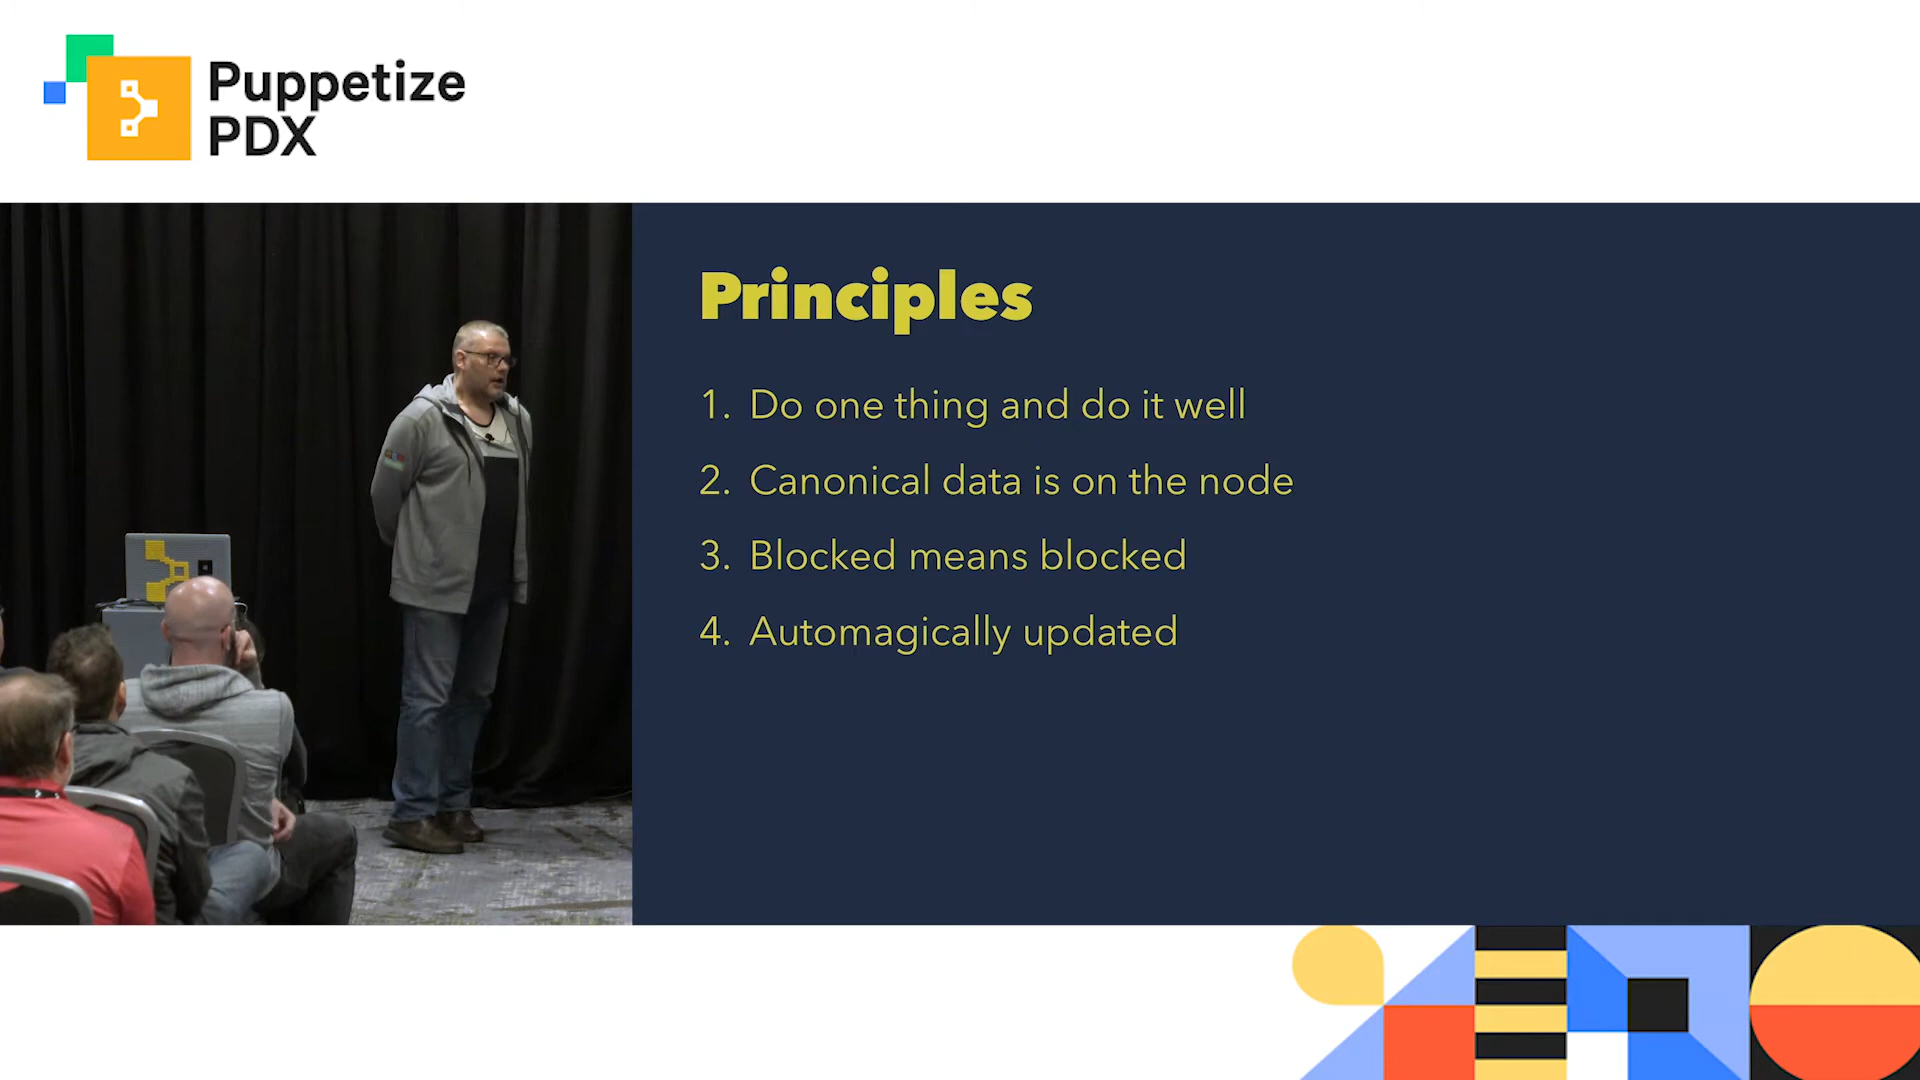 Puppetize
PDX
Principles
1. Do one thing and do it well
2. Canonical data is on the node
3. Blocked means blocked
4. Automagically updated